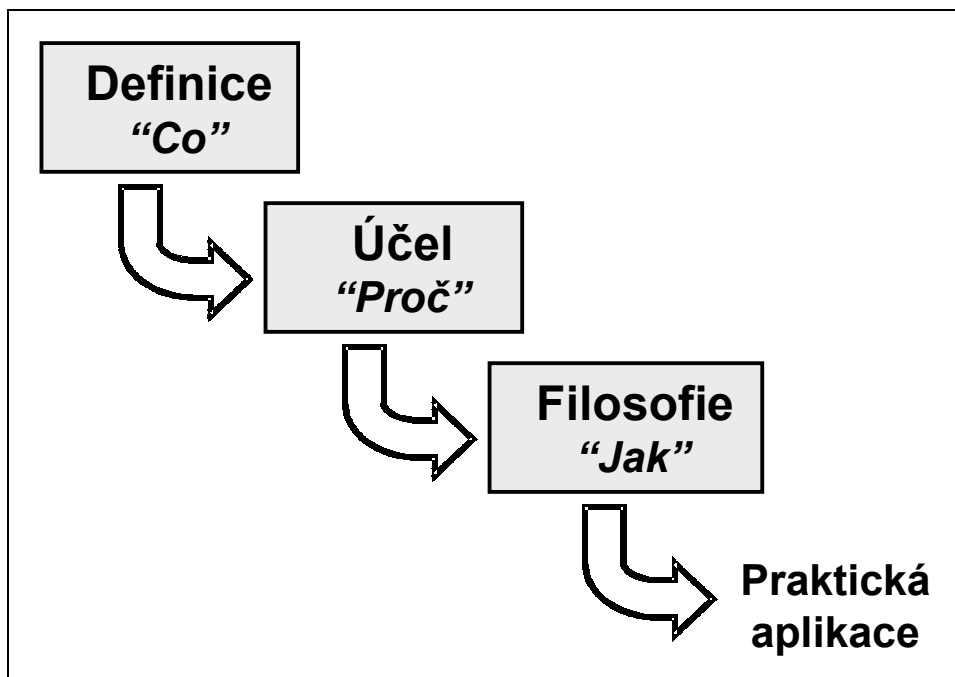 Definice
“Co”
Účel
“Proč”
Filosofie
“Jak”
Praktická
aplikace